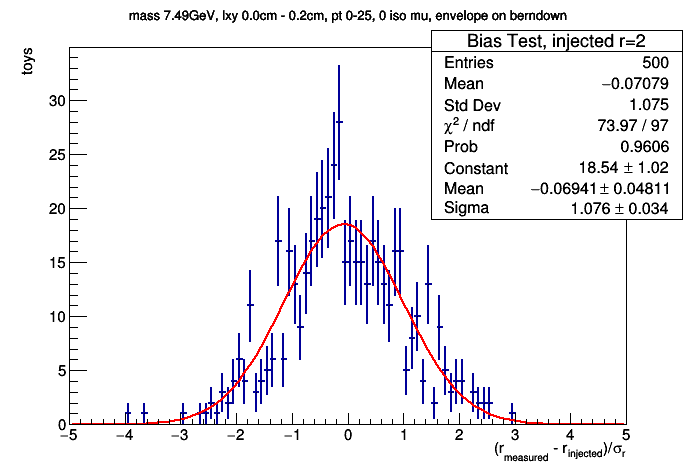 mass 7.49GeV, lxy 0.0cm - 0.2cm, pt 0-25, 0 iso mu, envelope on berndown
Bias Test, injected r=2
Entries 500
Mean −0.07079
Std Dev 1.075
χ² / ndf 73.97 / 97
Prob 0.9606
Constant 18.54 ± 1.02
Mean −0.06941 ± 0.04811
Sigma 1.076 ± 0.034
toys
30
25
20
15
10
5
0
−5 −4 −3 −2 −1 0 1 2 3 4 5
(r_measured - r_injected)/σ_r